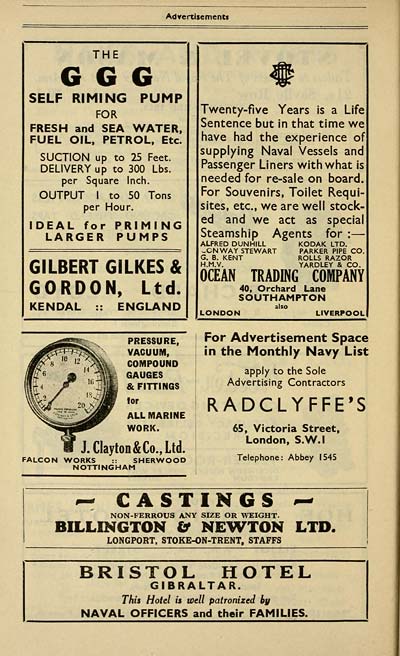 Advertisements
THE
G G G
SELF RIMING PUMP
FOR
FRESH and SEA WATER,
FUEL OIL, PETROL, Etc.
SUCTION up to 25 Feet.
DELIVERY up to 300 Lbs.
per Square Inch.
OUTPUT 1 to 50 Tons
per Hour.
IDEAL for PRIMING
LARGER PUMPS
GILBERT GILKES &
GORDON, Ltd.
KENDAL :: ENGLAND
Twenty-five Years is a Life
Sentence but in that time we
have had the experience of
supplying Naval Vessels and
Passenger Liners with what is
needed for re-sale on board.
For Souvenirs, Toilet Requi-
sites, etc., we are well stock-
ed and we act as special
Steamship Agents for :—
ALFRED DUNHILL KODAK LTD.
CONWAY STEWART PARKER PIPE CO.
G. B. KENT ROLLS RAZOR
H.M.V. YARDLEY & CO.
OCEAN TRADING COMPANY
40, Orchard Lane
SOUTHAMPTON
also
LONDON LIVERPOOL
PRESSURE,
VACUUM,
COMPOUND
GAUGES
& FITTINGS
for
ALL MARINE
WORK.
2 4 6 8 10 14 16 18 20
J. Clayton & Co., Ltd.
FALCON WORKS :: SHERWOOD
NOTTINGHAM
For Advertisement Space
in the Monthly Navy List
apply to the Sole
Advertising Contractors
RADCLYFFE'S
65, Victoria Street,
London, S.W.1
Telephone: Abbey 1545
— CASTINGS —
NON-FERROUS ANY SIZE OR WEIGHT.
BILLINGTON & NEWTON LTD.
LONGPORT, STOKE-ON-TRENT, STAFFS
BRISTOL HOTEL
GIBRALTAR.
This Hotel is well patronized by
NAVAL OFFICERS and their FAMILIES.